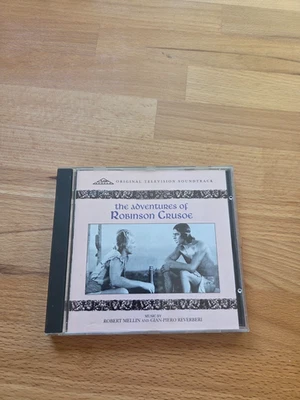 ORIGINAL TELEVISION SOUNDTRACK
the adventures of
Robinson Crusoe
MUSIC BY
ROBERT MELLIN AND GIAN-PIERO REVERBERI